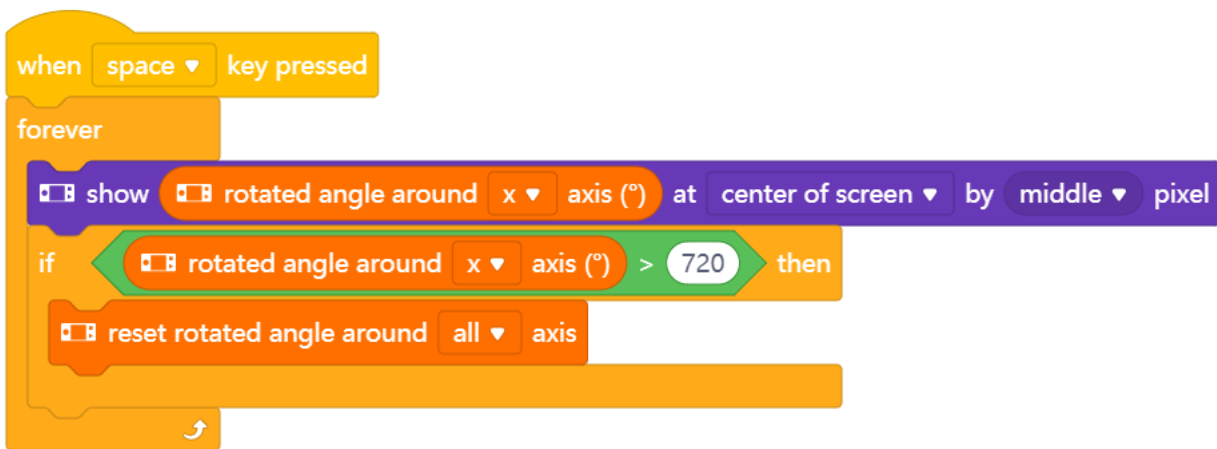 when space key pressed
forever
show rotated angle around x axis (°) at center of screen by middle pixel
if rotated angle around x axis (°) > 720 then
reset rotated angle around all axis